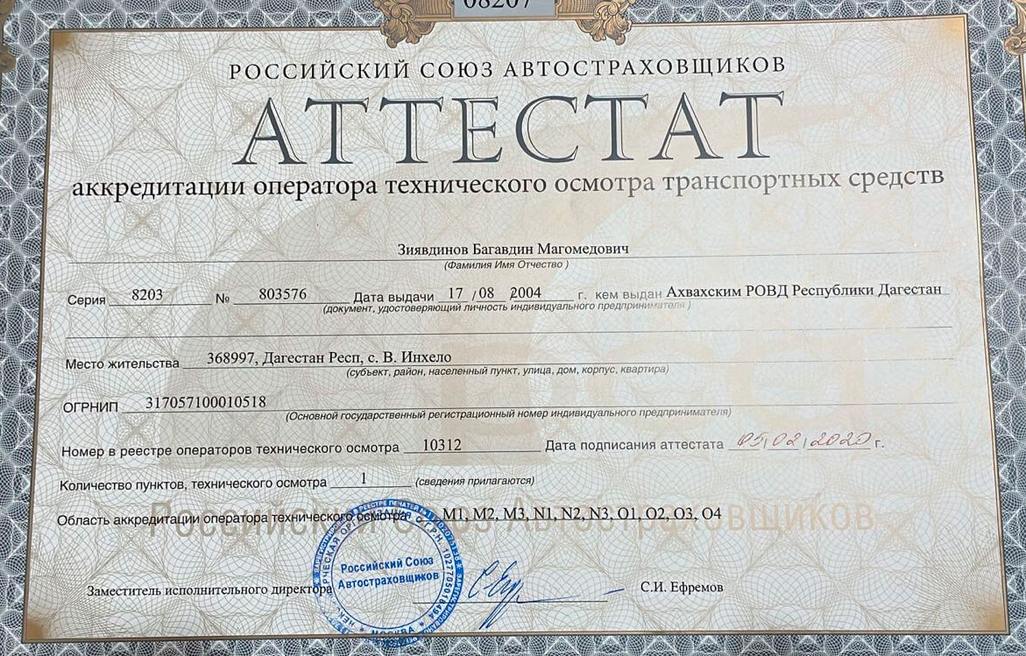 08207
РОССИЙСКИЙ СОЮЗ АВТОСТРАХОВЩИКОВ
АТТЕСТАТ
аккредитации оператора технического осмотра транспортных средств
Зиявдинов Багавдин Магомедович
(Фамилия Имя Отчество )
Серия 8203 № 803576 Дата выдачи 17 / 08 2004 г. кем выдан Ахвахским РОВД Республики Дагестан
(документ, удостоверяющий личность индивидуального предпринимателя )
Место жительства 368997, Дагестан Респ, с. В. Инхело
(субъект, район, населенный пункт, улица, дом, корпус, квартира)
ОГРНИП 317057100010518
(Основной государственный регистрационный номер индивидуального предпринимателя)
Номер в реестре операторов технического осмотра 10312 Дата подписания аттестата 05,02,2020 г.
Количество пунктов, технического осмотра 1 (сведения прилагаются)
Область аккредитации оператора технического осмотра M1, M2, M3, N1, N2, N3, O1, O2, O3, O4
Российский Союз Автостраховщиков
Российский Союз
Автостраховщиков
МОСКВА
Заместитель исполнительного директора С.И. Ефремов